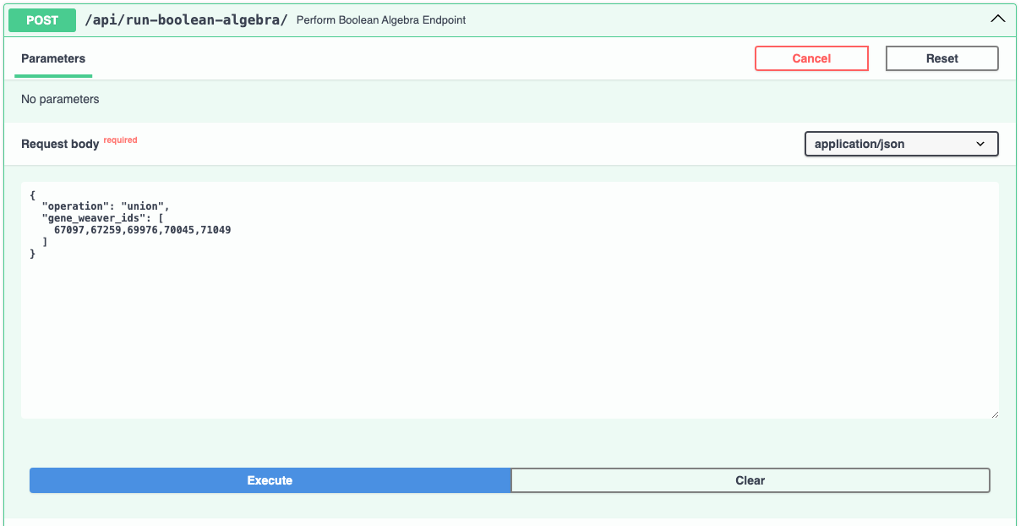 POST /api/run-boolean-algebra/ Perform Boolean Algebra Endpoint
Parameters Cancel Reset
No parameters
Request body required application/json
{
  "operation": "union",
  "gene_weaver_ids": [
    67097,67259,69976,70045,71049
  ]
}
Execute Clear